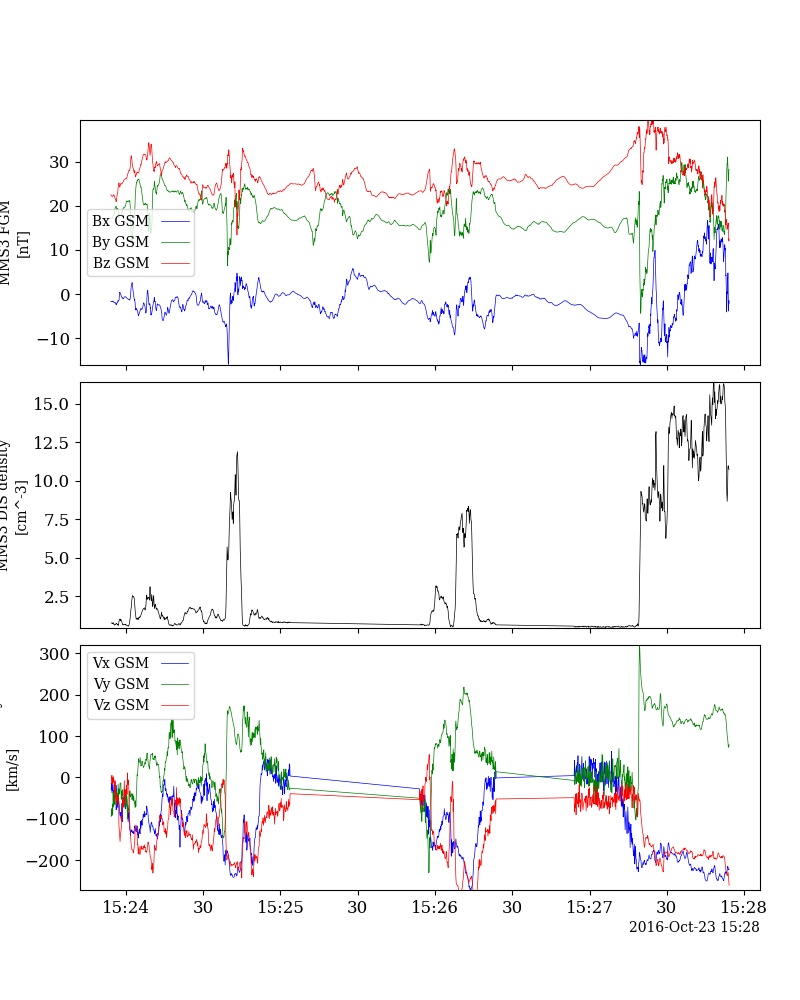 MMS3 FGM
[nT]
30
20
10
0
−10
Bx GSM
By GSM
Bz GSM
MMS3 DIS density
[cm^-3]
15.0
12.5
10.0
7.5
5.0
2.5
[km/s]
300
200
100
0
−100
−200
Vx GSM
Vy GSM
Vz GSM
15:24 30 15:25 30 15:26 30 15:27 30 15:28
2016-Oct-23 15:28